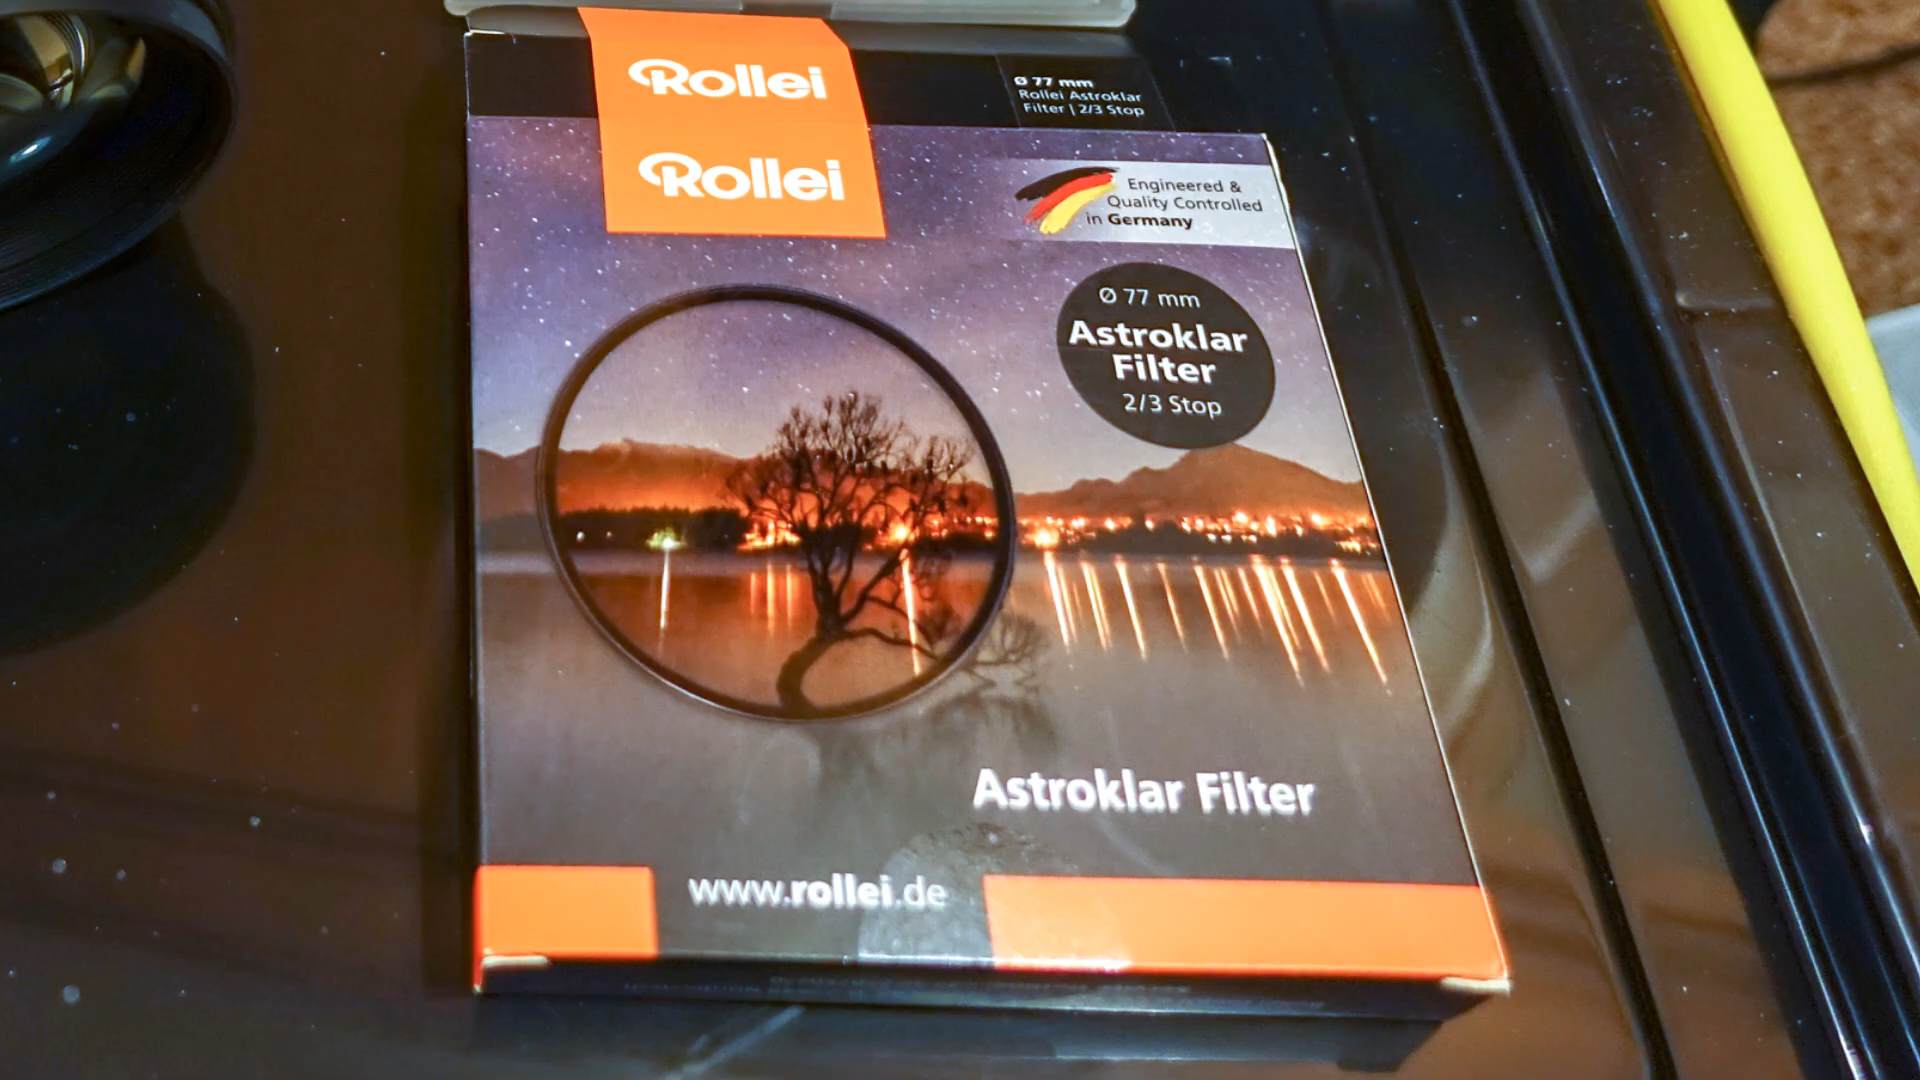 Rollei
Ø 77 mm
Rollei Astroklar
Filter | 2/3 Stop
Rollei
Engineered &
Quality Controlled
in Germany
Ø 77 mm
Astroklar
Filter
2/3 Stop
Astroklar Filter
www.rollei.de